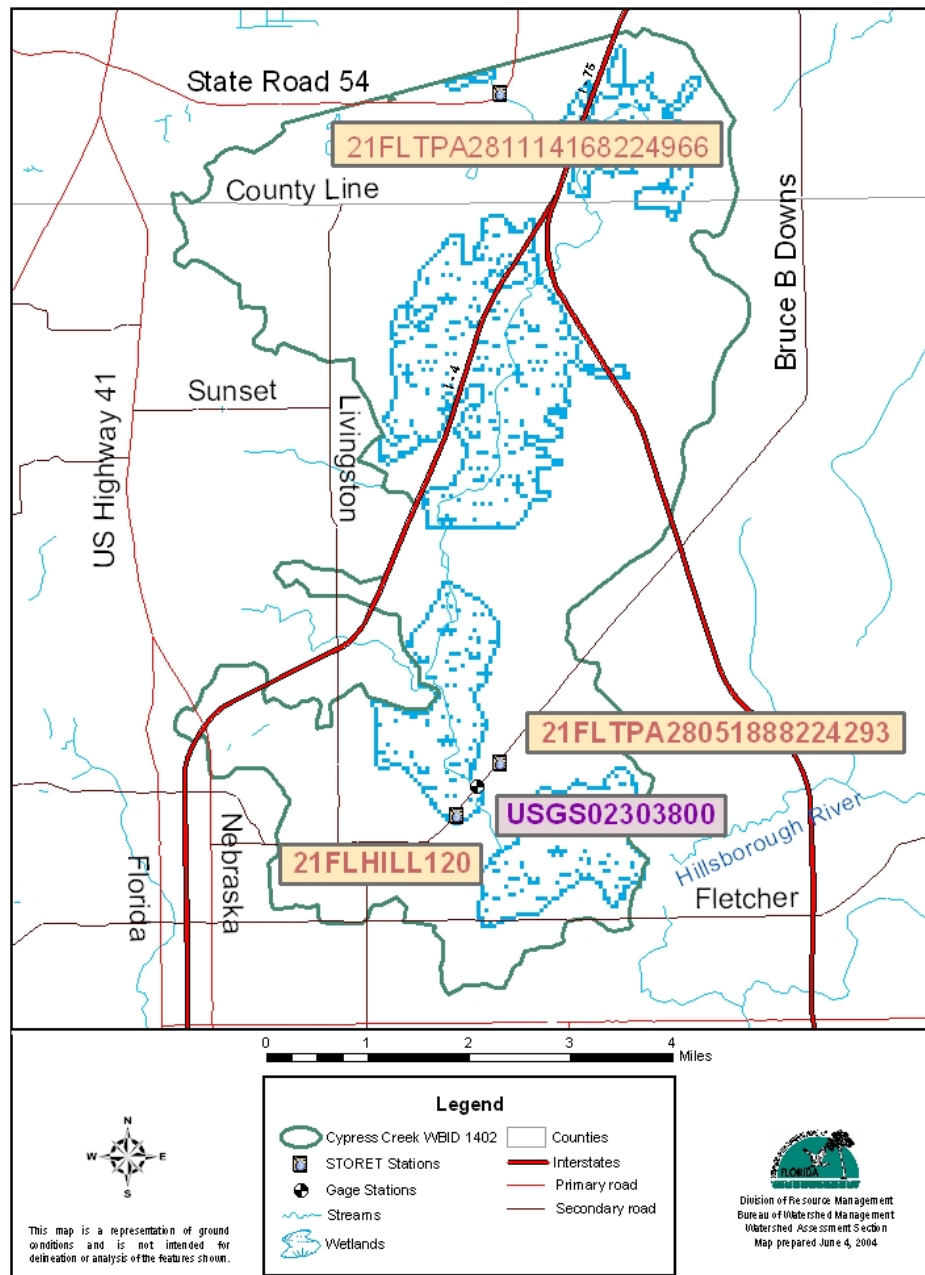 State Road 54
I-75
21FLTPA281114168224966
County Line
Bruce B Downs
I-4
Sunset
Livingston
US Highway 41
21FLTPA28051888224293
USGS02303800
Hillsborough River
21FLHILL120
Nebraska
Florida
Fletcher
0 1 2 3 4
Miles
Legend
Cypress Creek WBID 1402
STORET Stations
Gage Stations
Streams
Wetlands
Counties
Interstates
Primary road
Secondary road
N
W E
S
This map is a representation of ground
conditions and is not intended for
delineation or analysis of the features shown.
FLORIDA
Division of Resource Management
Bureau of Watershed Management
Watershed Assessment Section
Map prepared June 4, 2004